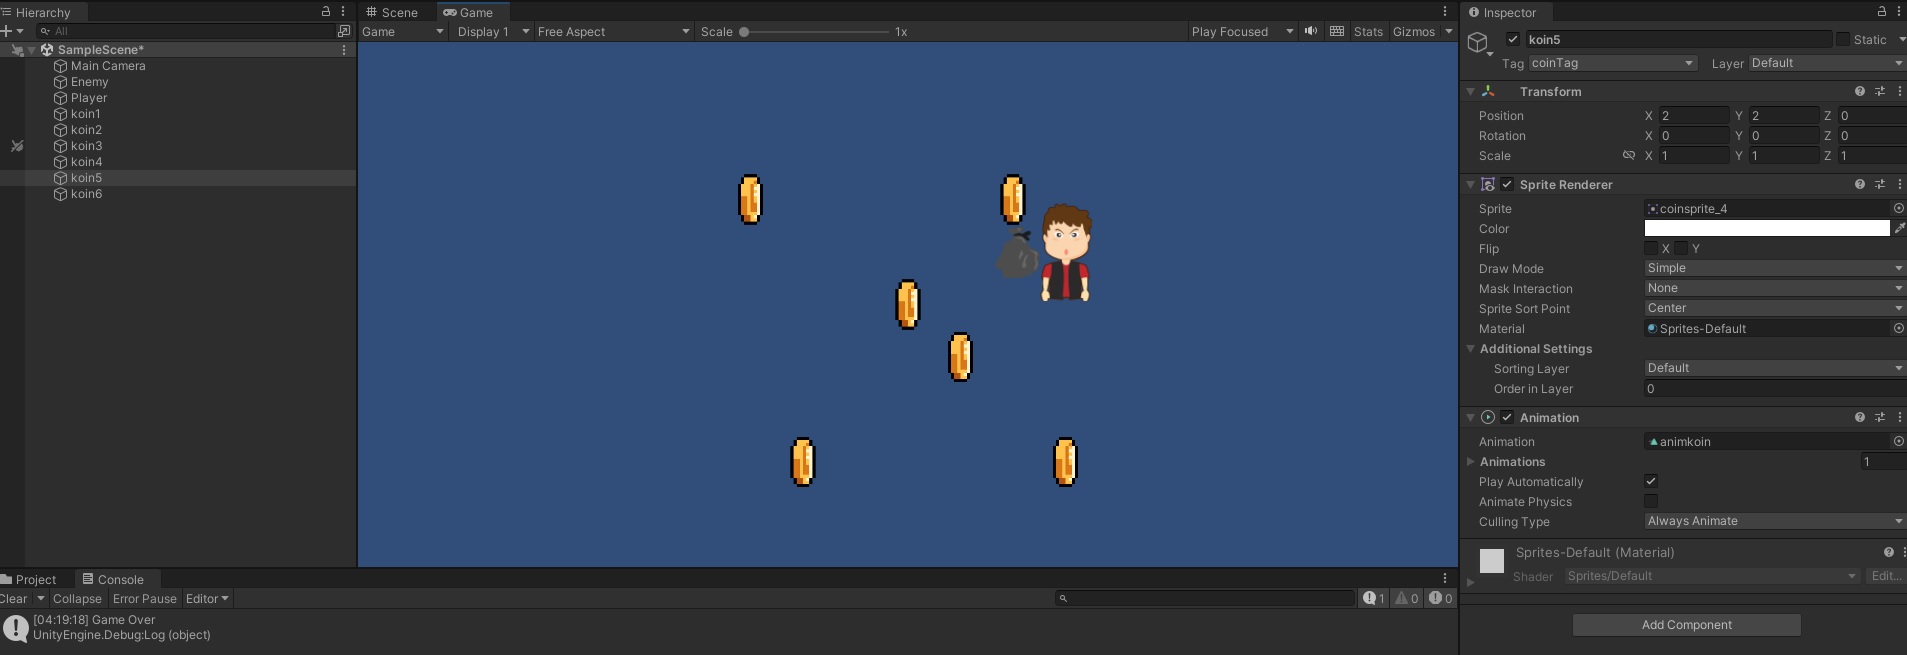 Hierarchy
All
SampleScene*
Main Camera
Enemy
Player
koin1
koin2
koin3
koin4
koin5
koin6
Scene Game
Game Display 1 Free Aspect Scale 1x Play Focused Stats Gizmos
Project Console
Clear Collapse Error Pause Editor 1 0 0
[04:19:18] Game Over
UnityEngine.Debug:Log (object)
Inspector
koin5 Static
Tag coinTag Layer Default
Transform
Position X 2 Y 2 Z 0
Rotation X 0 Y 0 Z 0
Scale X 1 Y 1 Z 1
Sprite Renderer
Sprite coinsprite_4
Color
Flip X Y
Draw Mode Simple
Mask Interaction None
Sprite Sort Point Center
Material Sprites-Default
Additional Settings
Sorting Layer Default
Order in Layer 0
Animation
Animation animkoin
Animations 1
Play Automatically
Animate Physics
Culling Type Always Animate
Sprites-Default (Material)
Shader Sprites/Default Edit...
Add Component